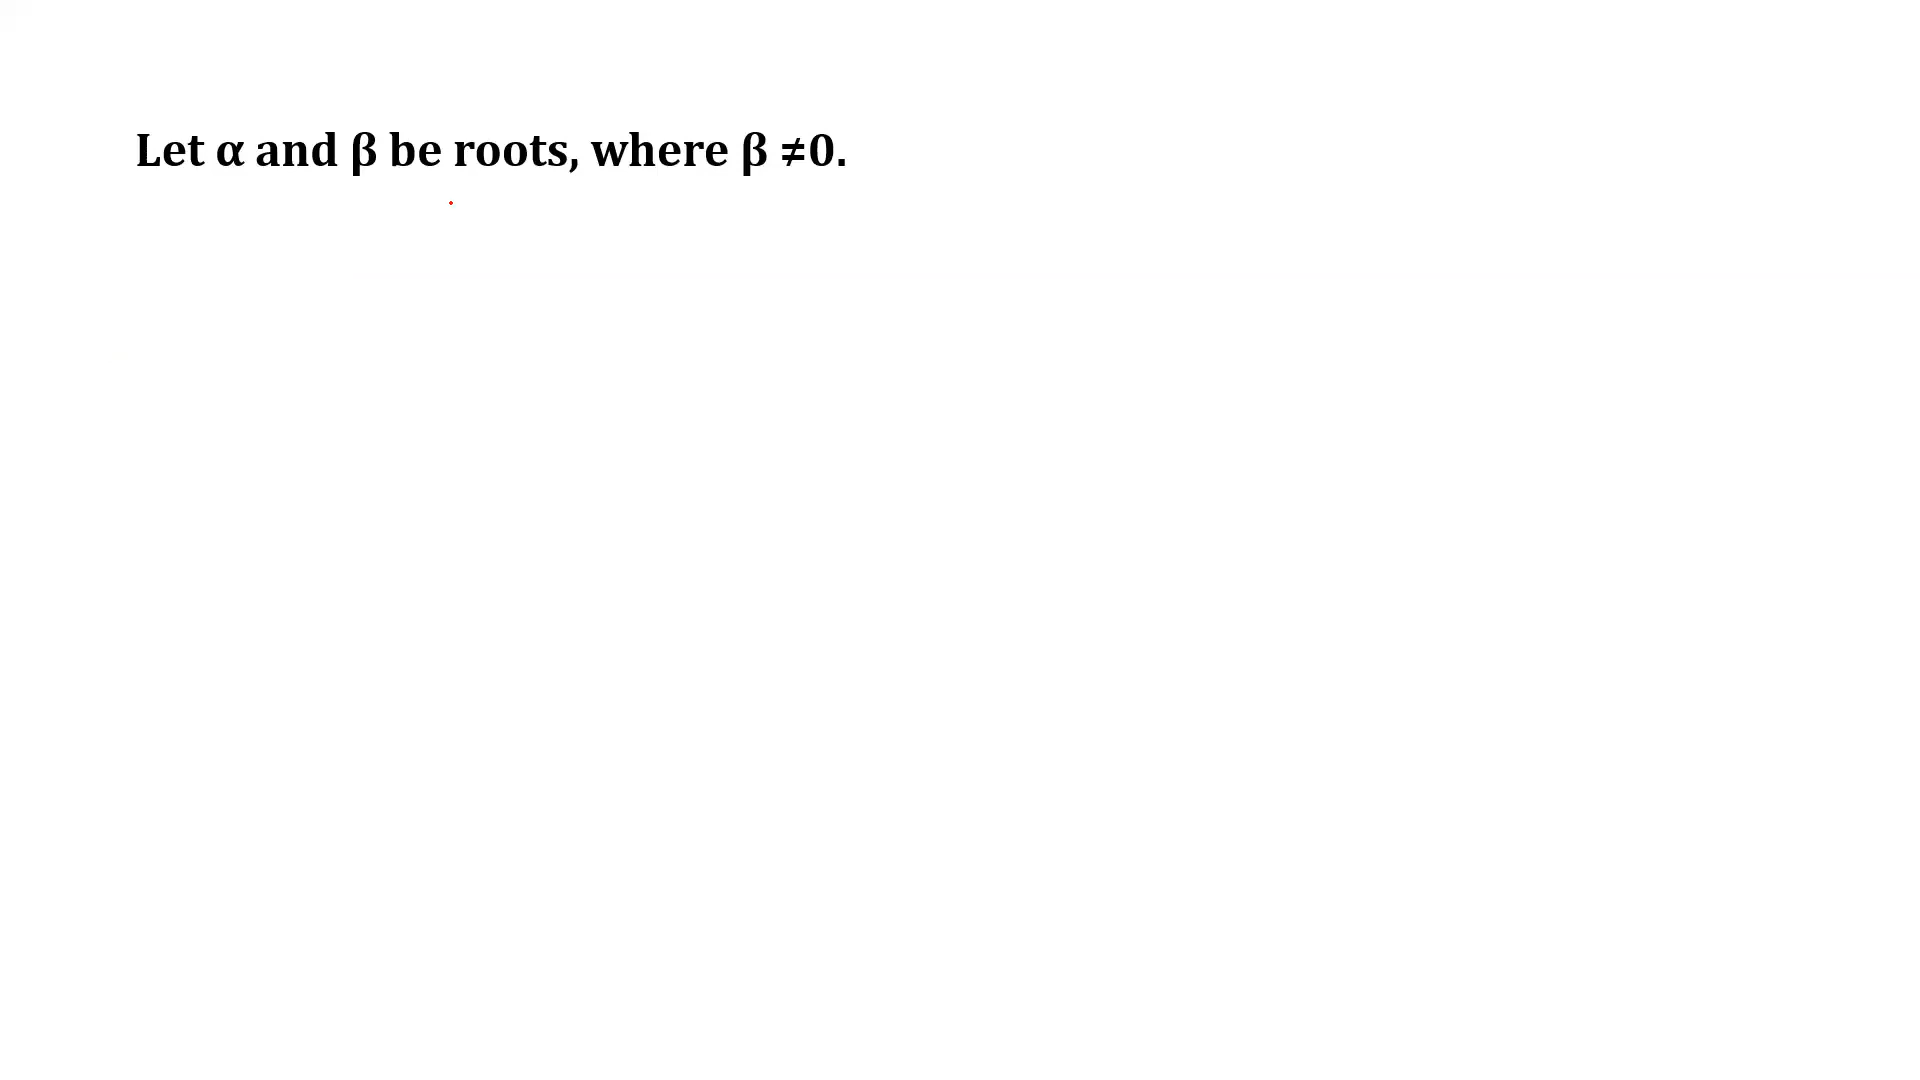 Let α and β be roots, where β ≠0.